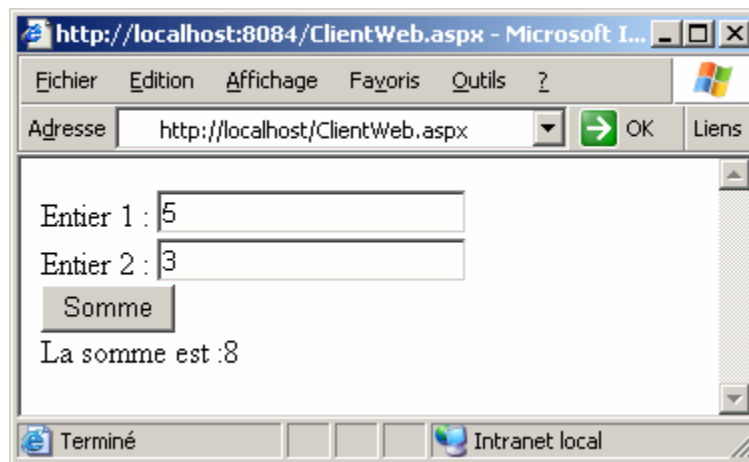 http://localhost:8084/ClientWeb.aspx - Microsoft I...
Fichier Edition Affichage Favoris Outils ?
Adresse http://localhost/ClientWeb.aspx OK Liens
Entier 1 : 5
Entier 2 : 3
Somme
La somme est :8
Terminé Intranet local